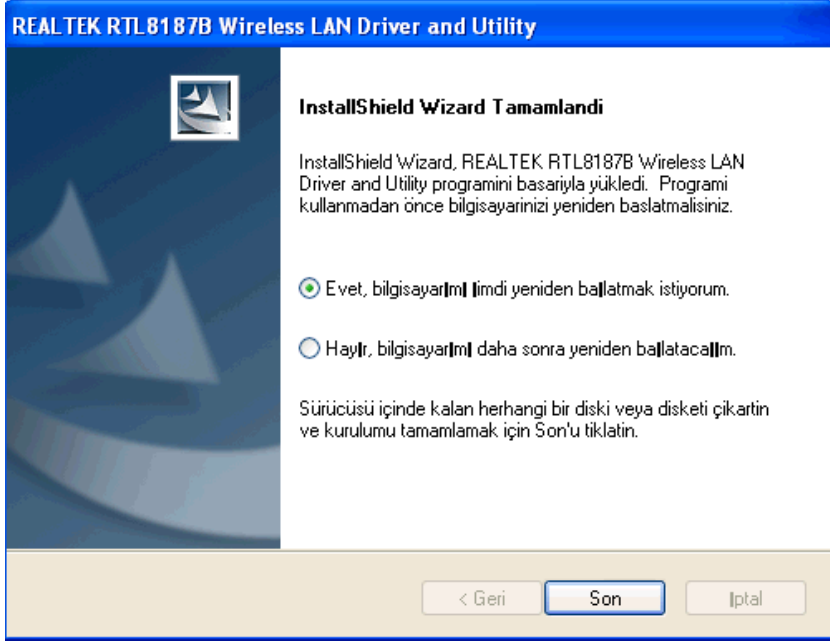 REALTEK RTL8187B Wireless LAN Driver and Utility
InstallShield Wizard Tamamlandi
InstallShield Wizard, REALTEK RTL8187B Wireless LAN
Driver and Utility programini basariyla yükledi. Programi
kullanmadan önce bilgisayarinizi yeniden baslatmalisiniz.
Evet, bilgisayar|m| |imdi yeniden ba|latmak istiyorum.
Hay|r, bilgisayar|m| daha sonra yeniden ba|lataca||m.
Sürücüsü içinde kalan herhangi bir diski veya disketi çikartin
ve kurulumu tamamlamak için Son'u tiklatin.
< Geri
Son
|ptal